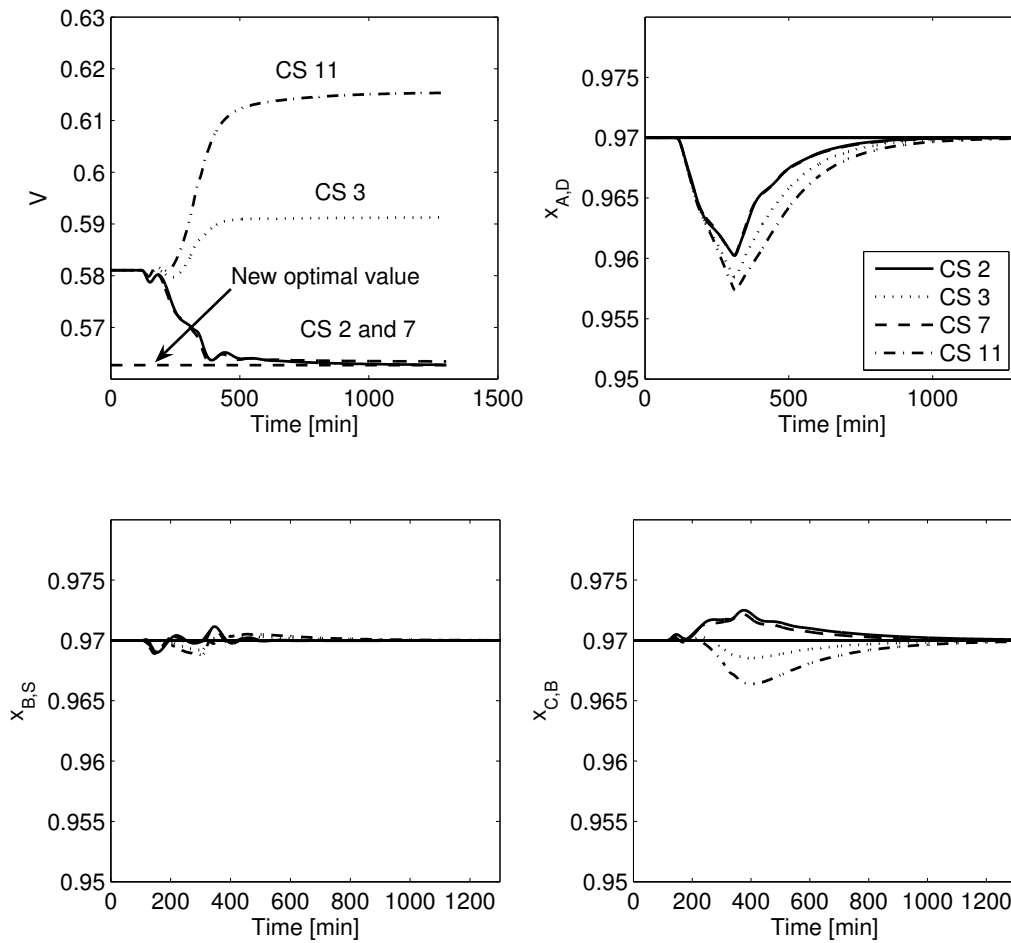 0.63
0.62
0.61
0.6
0.59
0.58
0.57
V
CS 11
CS 3
New optimal value
CS 2 and 7
0
500
1000
1500
Time [min]
0.975
0.97
0.965
0.96
0.955
0.95
x_{A,D}
CS 2
CS 3
CS 7
CS 11
0
500
1000
Time [min]
0.975
0.97
0.965
0.96
0.955
0.95
x_{B,S}
0 200 400 600 800 1000 1200
Time [min]
0.975
0.97
0.965
0.96
0.955
0.95
x_{C,B}
0 200 400 600 800 1000 1200
Time [min]